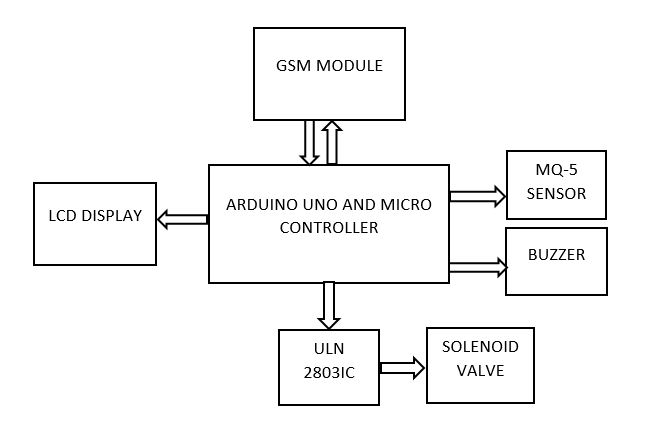 GSM MODULE
MQ-5
SENSOR
ARDUINO UNO AND MICRO
CONTROLLER
LCD DISPLAY
BUZZER
ULN
2803IC
SOLENOID
VALVE